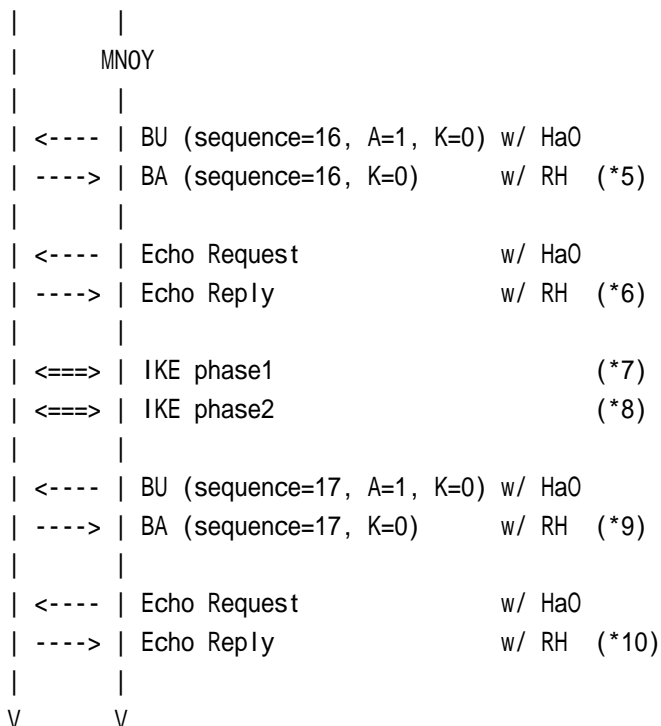 |      |
|     MN0Y
|      |
| <---- | BU (sequence=16, A=1, K=0) w/ HaO
| ----> | BA (sequence=16, K=0) w/ RH (*5)
|      |
| <---- | Echo Request w/ HaO
| ----> | Echo Reply w/ RH (*6)
|      |
| <===> | IKE phase1 (*7)
| <===> | IKE phase2 (*8)
|      |
| <---- | BU (sequence=17, A=1, K=0) w/ HaO
| ----> | BA (sequence=17, K=0) w/ RH (*9)
|      |
| <---- | Echo Request w/ HaO
| ----> | Echo Reply w/ RH (*10)
|      |
V      V